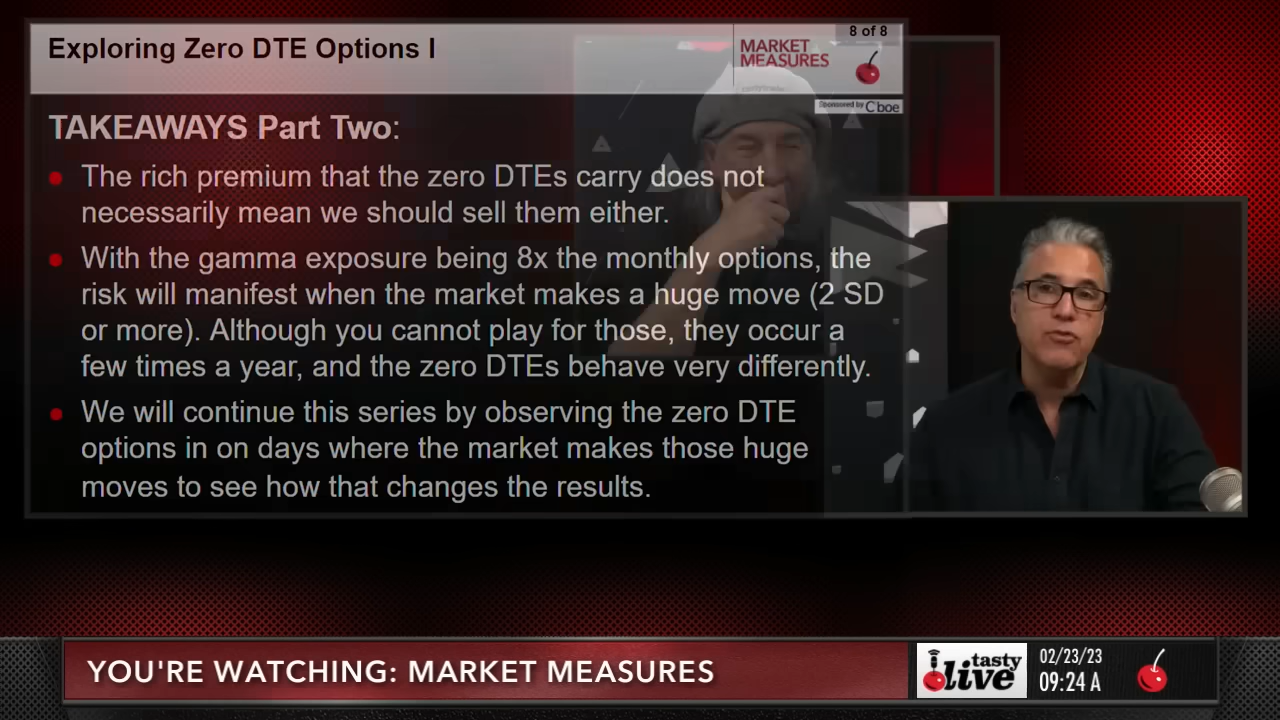 Exploring Zero DTE Options I
8 of 8
MARKET
MEASURES
Sponsored by Cboe
TAKEAWAYS Part Two:
The rich premium that the zero DTEs carry does not
necessarily mean we should sell them either.
With the gamma exposure being 8x the monthly options, the
risk will manifest when the market makes a huge move (2 SD
or more). Although you cannot play for those, they occur a
few times a year, and the zero DTEs behave very differently.
We will continue this series by observing the zero DTE
options in on days where the market makes those huge
moves to see how that changes the results.
YOU'RE WATCHING: MARKET MEASURES
tasty
live
02/23/23
09:24 A